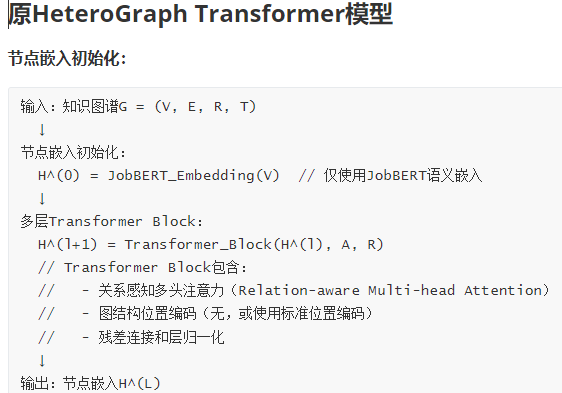 原HeteroGraph Transformer模型
节点嵌入初始化：
输入：知识图谱G = (V, E, R, T)
↓
节点嵌入初始化：
H^(0) = JobBERT_Embedding(V)  // 仅使用JobBERT语义嵌入
↓
多层Transformer Block：
H^(l+1) = Transformer_Block(H^(l), A, R)
// Transformer Block包含：
//   - 关系感知多头注意力（Relation-aware Multi-head Attention）
//   - 图结构位置编码（无，或使用标准位置编码）
//   - 残差连接和层归一化
↓
输出：节点嵌入H^(L)